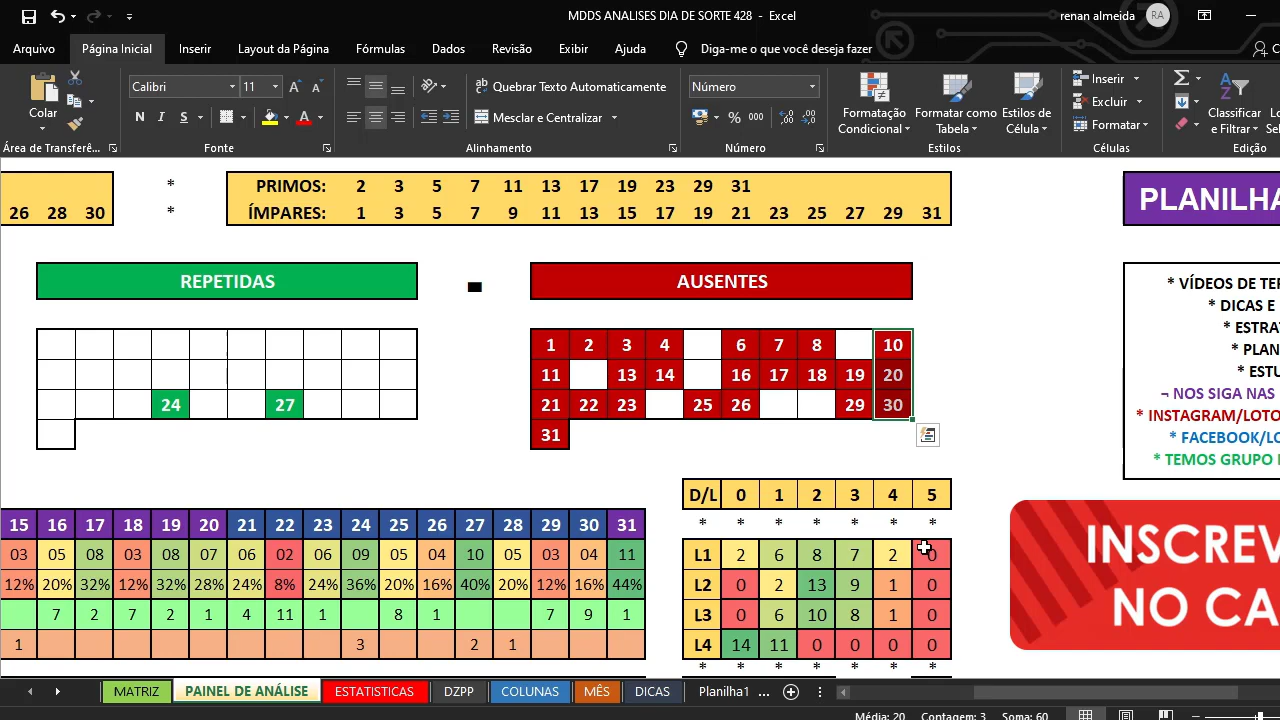 MDDS ANALISES DIA DE SORTE 428 - Excel
renan almeida RA
Arquivo Página Inicial Inserir Layout da Página Fórmulas Dados Revisão Exibir Ajuda Diga-me o que você deseja fazer
Colar
Calibri 11
N I S
Quebrar Texto Automaticamente
Mesclar e Centralizar
Número
% 000
Formatação Condicional
Formatar como Tabela
Estilos de Célula
Inserir
Excluir
Formatar
Classificar e Filtrar
Área de Transferê... Fonte Alinhamento Número Estilos Células Edição
* PRIMOS: 2 3 5 7 11 13 17 19 23 29 31
26 28 30 * ÍMPARES: 1 3 5 7 9 11 13 15 17 19 21 23 25 27 29 31
PLANILHA
REPETIDAS - AUSENTES
1 2 3 4 6 7 8 10
11 13 14 16 17 18 19 20
24 27 21 22 23 25 26 29 30
31
* VÍDEOS DE TER
* DICAS E
* ESTRA
* PLAN
* ESTU
¬ NOS SIGA NAS
* INSTAGRAM/LOTO
* FACEBOOK/LO
* TEMOS GRUPO
D/L 0 1 2 3 4 5
* * * * * * *
15 16 17 18 19 20 21 22 23 24 25 26 27 28 29 30 31
03 05 08 03 08 07 06 02 06 09 05 04 10 05 03 04 11
12% 20% 32% 12% 32% 28% 24% 8% 24% 36% 20% 16% 40% 20% 12% 16% 44%
7 2 7 2 1 4 11 1 8 1 7 9 1
1 3 2 1
L1 2 6 8 7 2 0
L2 0 2 13 9 1 0
L3 0 6 10 8 1 0
L4 14 11 0 0 0 0
* * * * * * *
INSCREV
NO CA
MATRIZ PAINEL DE ANÁLISE ESTATISTICAS DZPP COLUNAS MÊS DICAS Planilha1 ...
Média: 20 Contagem: 3 Soma: 60